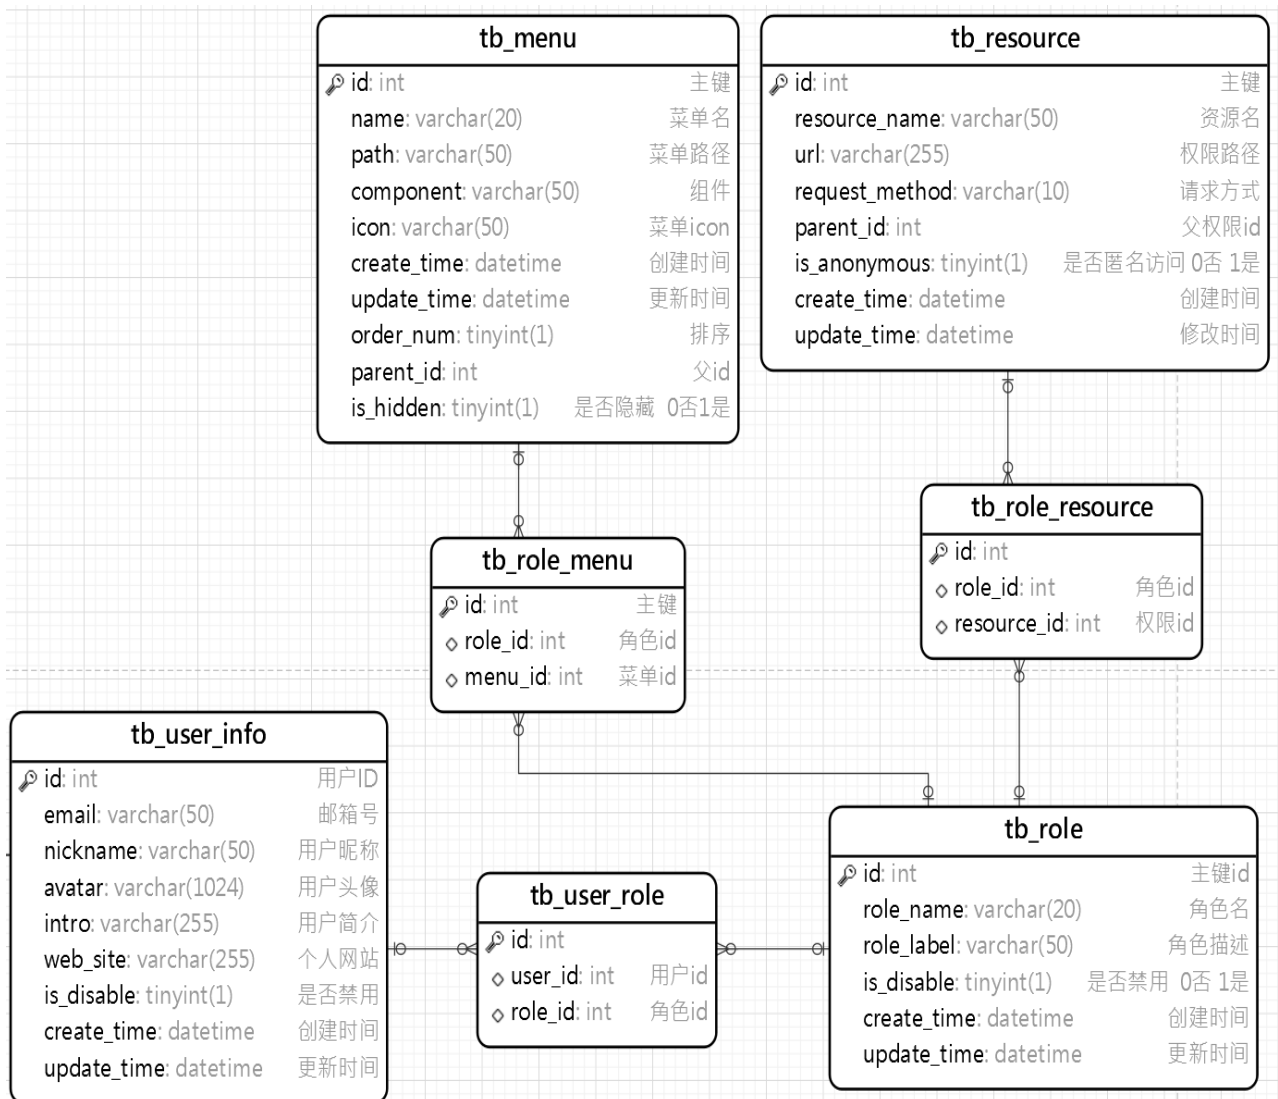 tb_menu
id: int 主键
name: varchar(20) 菜单名
path: varchar(50) 菜单路径
component: varchar(50) 组件
icon: varchar(50) 菜单icon
create_time: datetime 创建时间
update_time: datetime 更新时间
order_num: tinyint(1) 排序
parent_id: int 父id
is_hidden: tinyint(1) 是否隐藏 0否1是
tb_resource
id: int 主键
resource_name: varchar(50) 资源名
url: varchar(255) 权限路径
request_method: varchar(10) 请求方式
parent_id: int 父权限id
is_anonymous: tinyint(1) 是否匿名访问 0否 1是
create_time: datetime 创建时间
update_time: datetime 修改时间
tb_role_resource
id: int
role_id: int 角色id
resource_id: int 权限id
tb_role_menu
id: int 主键
role_id: int 角色id
menu_id: int 菜单id
tb_user_info
id: int 用户ID
email: varchar(50) 邮箱号
nickname: varchar(50) 用户昵称
avatar: varchar(1024) 用户头像
intro: varchar(255) 用户简介
web_site: varchar(255) 个人网站
is_disable: tinyint(1) 是否禁用
create_time: datetime 创建时间
update_time: datetime 更新时间
tb_user_role
id: int
user_id: int 用户id
role_id: int 角色id
tb_role
id: int 主键id
role_name: varchar(20) 角色名
role_label: varchar(50) 角色描述
is_disable: tinyint(1) 是否禁用 0否 1是
create_time: datetime 创建时间
update_time: datetime 更新时间